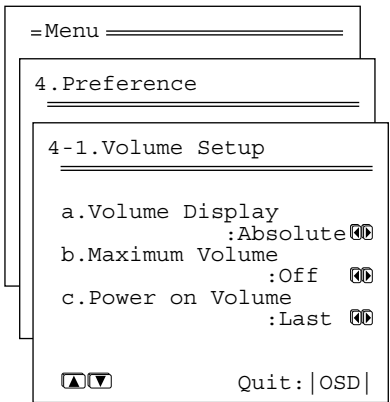 Menu
4.Preference
4-1.Volume Setup
a.Volume Display
:Absolute
b.Maximum Volume
:Off
c.Power on Volume
:Last
Quit:|OSD|